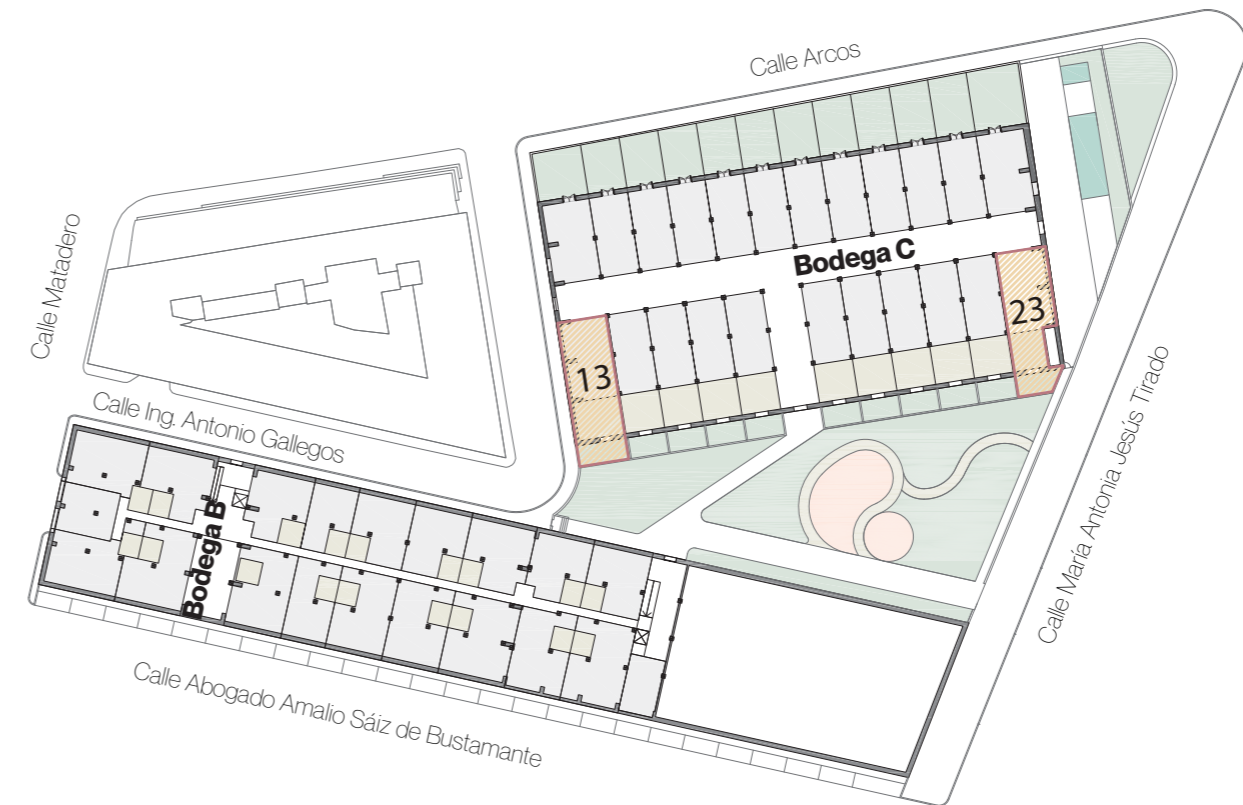 Calle Arcos
Calle Matadero
Bodega C
23
13
Calle María Antonia Jesús Tirado
Calle Ing. Antonio Gallegos
Bodega B
Calle Abogado Amalio Sáiz de Bustamante